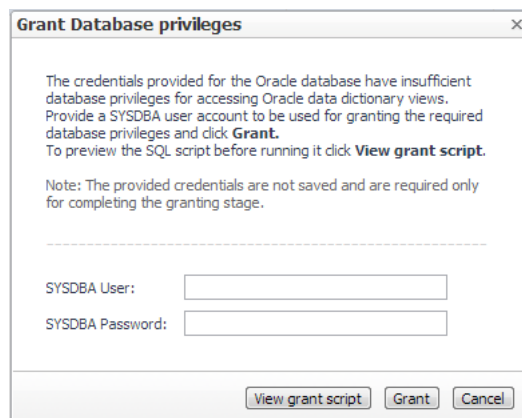 Grant Database privileges
The credentials provided for the Oracle database have insufficient
database privileges for accessing Oracle data dictionary views.
Provide a SYSDBA user account to be used for granting the required
database privileges and click Grant.
To preview the SQL script before running it click View grant script.
Note: The provided credentials are not saved and are required only
for completing the granting stage.
SYSDBA User:
SYSDBA Password:
View grant script Grant Cancel